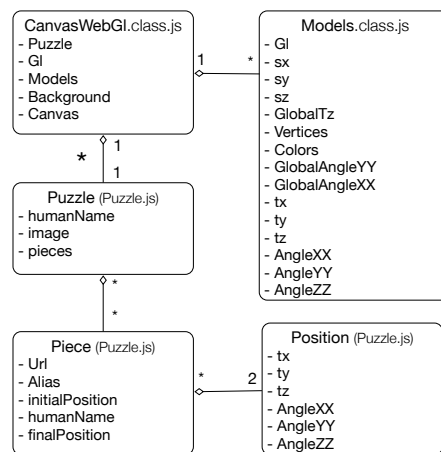 CanvasWebGl.class.js
- Puzzle
- Gl
- Models
- Background
- Canvas
1
*
Models.class.js
- Gl
- sx
- sy
- sz
- GlobalTz
- Vertices
- Colors
- GlobalAngleYY
- GlobalAngleXX
- tx
- ty
- tz
- AngleXX
- AngleYY
- AngleZZ
1
*
1
Puzzle (Puzzle.js)
- humanName
- image
- pieces
*
*
Piece (Puzzle.js)
- Url
- Alias
- initialPosition
- humanName
- finalPosition
*
2
Position (Puzzle.js)
- tx
- ty
- tz
- AngleXX
- AngleYY
- AngleZZ